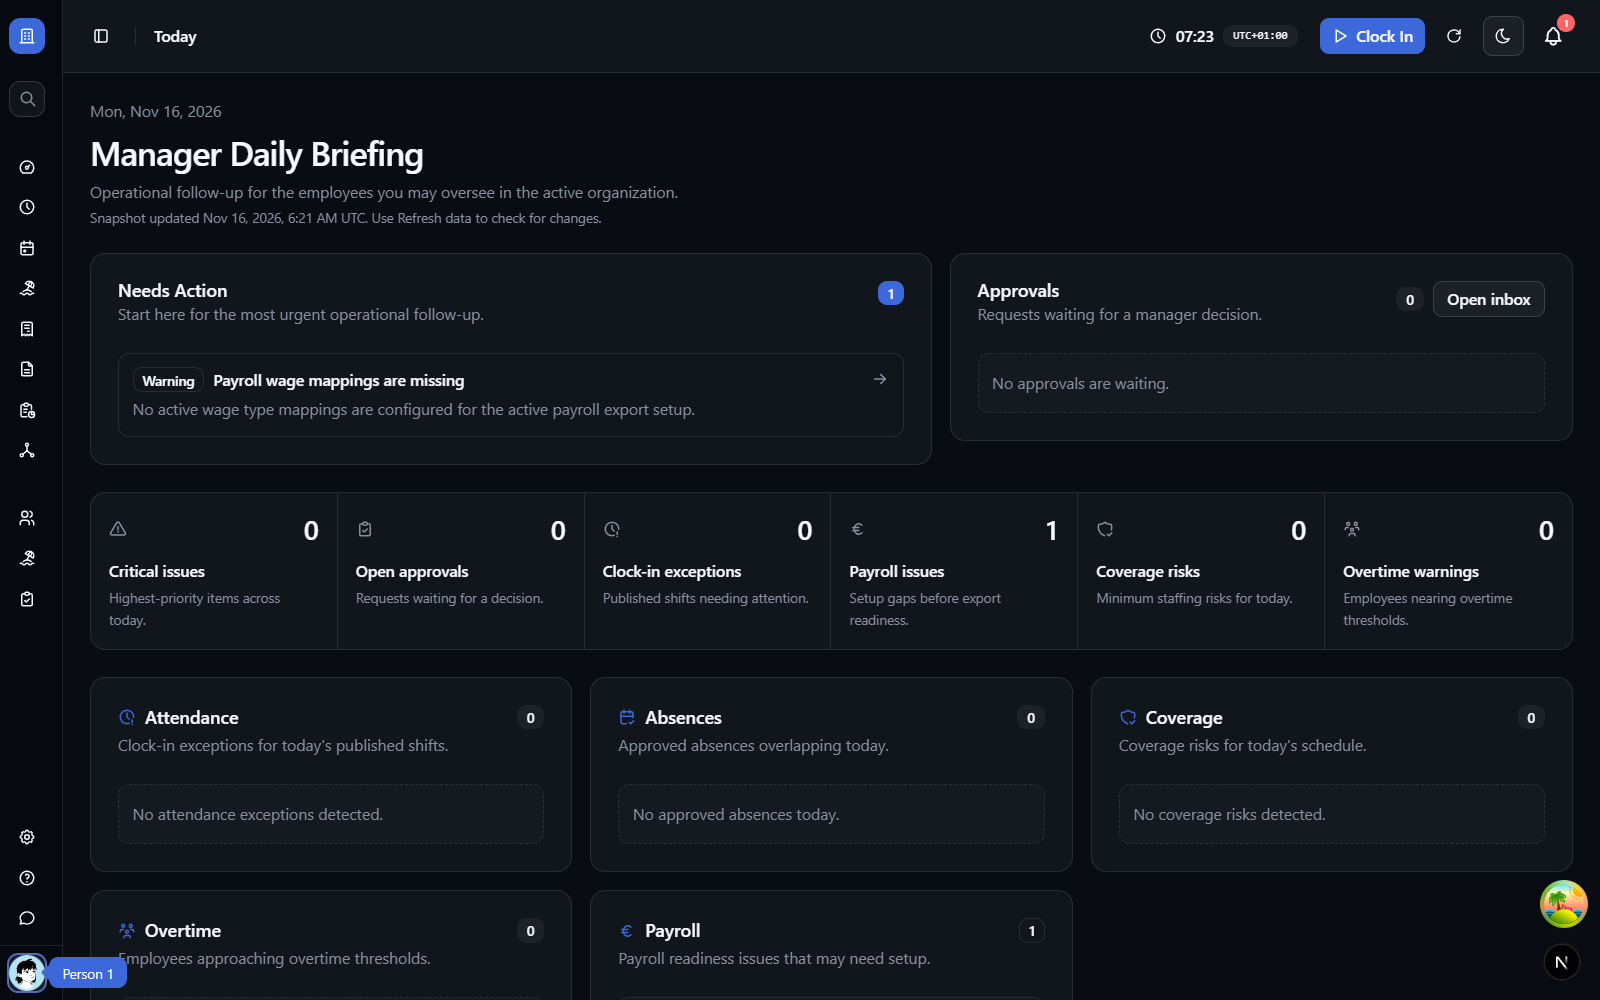 Today
07:23
UTC+01:00
Clock In
1
Mon, Nov 16, 2026
Manager Daily Briefing
Operational follow-up for the employees you may oversee in the active organization.
Snapshot updated Nov 16, 2026, 6:21 AM UTC. Use Refresh data to check for changes.
Needs Action
1
Start here for the most urgent operational follow-up.
Warning
Payroll wage mappings are missing
No active wage type mappings are configured for the active payroll export setup.
Approvals
Requests waiting for a manager decision.
0
Open inbox
No approvals are waiting.
0
Critical issues
Highest-priority items across
today.
0
Open approvals
Requests waiting for a decision.
0
Clock-in exceptions
Published shifts needing attention.
€
1
Payroll issues
Setup gaps before export
readiness.
0
Coverage risks
Minimum staffing risks for today.
0
Overtime warnings
Employees nearing overtime
thresholds.
Attendance
0
Clock-in exceptions for today's published shifts.
No attendance exceptions detected.
Absences
0
Approved absences overlapping today.
No approved absences today.
Coverage
0
Coverage risks for today's schedule.
No coverage risks detected.
Overtime
0
Employees approaching overtime thresholds.
€
Payroll
1
Payroll readiness issues that may need setup.
Person 1
N